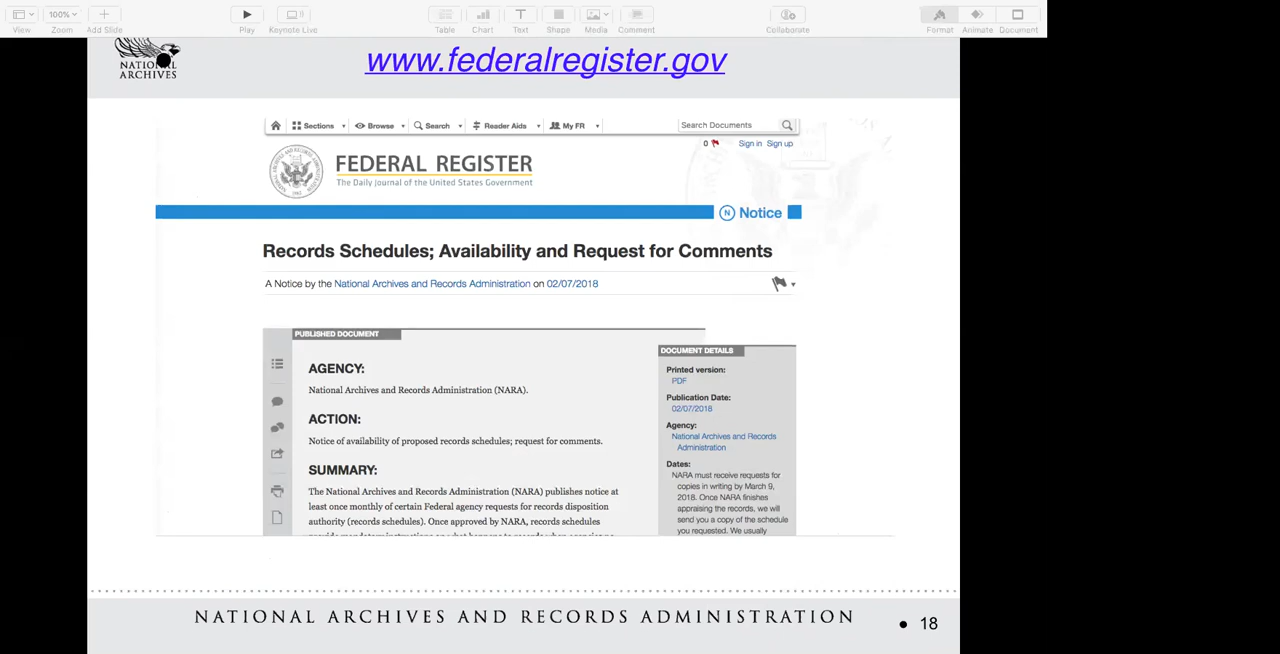 View
100%
Zoom
Add Slide
Play
Keynote Live
Table
Chart
Text
Shape
Media
Comment
Collaborate
Format
Animate
Document
NATIONAL
ARCHIVES
www.federalregister.gov
Sections Browse Search Reader Aids My FR Search Documents
0 Sign in Sign up
FEDERAL REGISTER
The Daily Journal of the United States Government
N Notice
Records Schedules; Availability and Request for Comments
A Notice by the National Archives and Records Administration on 02/07/2018
PUBLISHED DOCUMENT
AGENCY:
National Archives and Records Administration (NARA).
ACTION:
Notice of availability of proposed records schedules; request for comments.
SUMMARY:
The National Archives and Records Administration (NARA) publishes notice at
least once monthly of certain Federal agency requests for records disposition
authority (records schedules). Once approved by NARA, records schedules
DOCUMENT DETAILS
Printed version:
PDF
Publication Date:
02/07/2018
Agency:
National Archives and Records
Administration
Dates:
NARA must receive requests for
copies in writing by March 9,
2018. Once NARA finishes
appraising the records, we will
send you a copy of the schedule
you requested. We usually
NATIONAL ARCHIVES AND RECORDS ADMINISTRATION
• 18